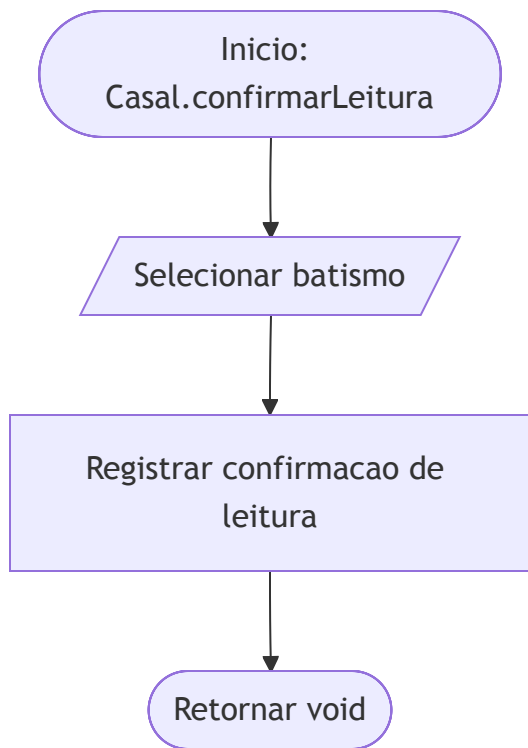 Inicio:
Casal.confirmarLeitura
Selecionar batismo
Registrar confirmacao de
leitura
Retornar void